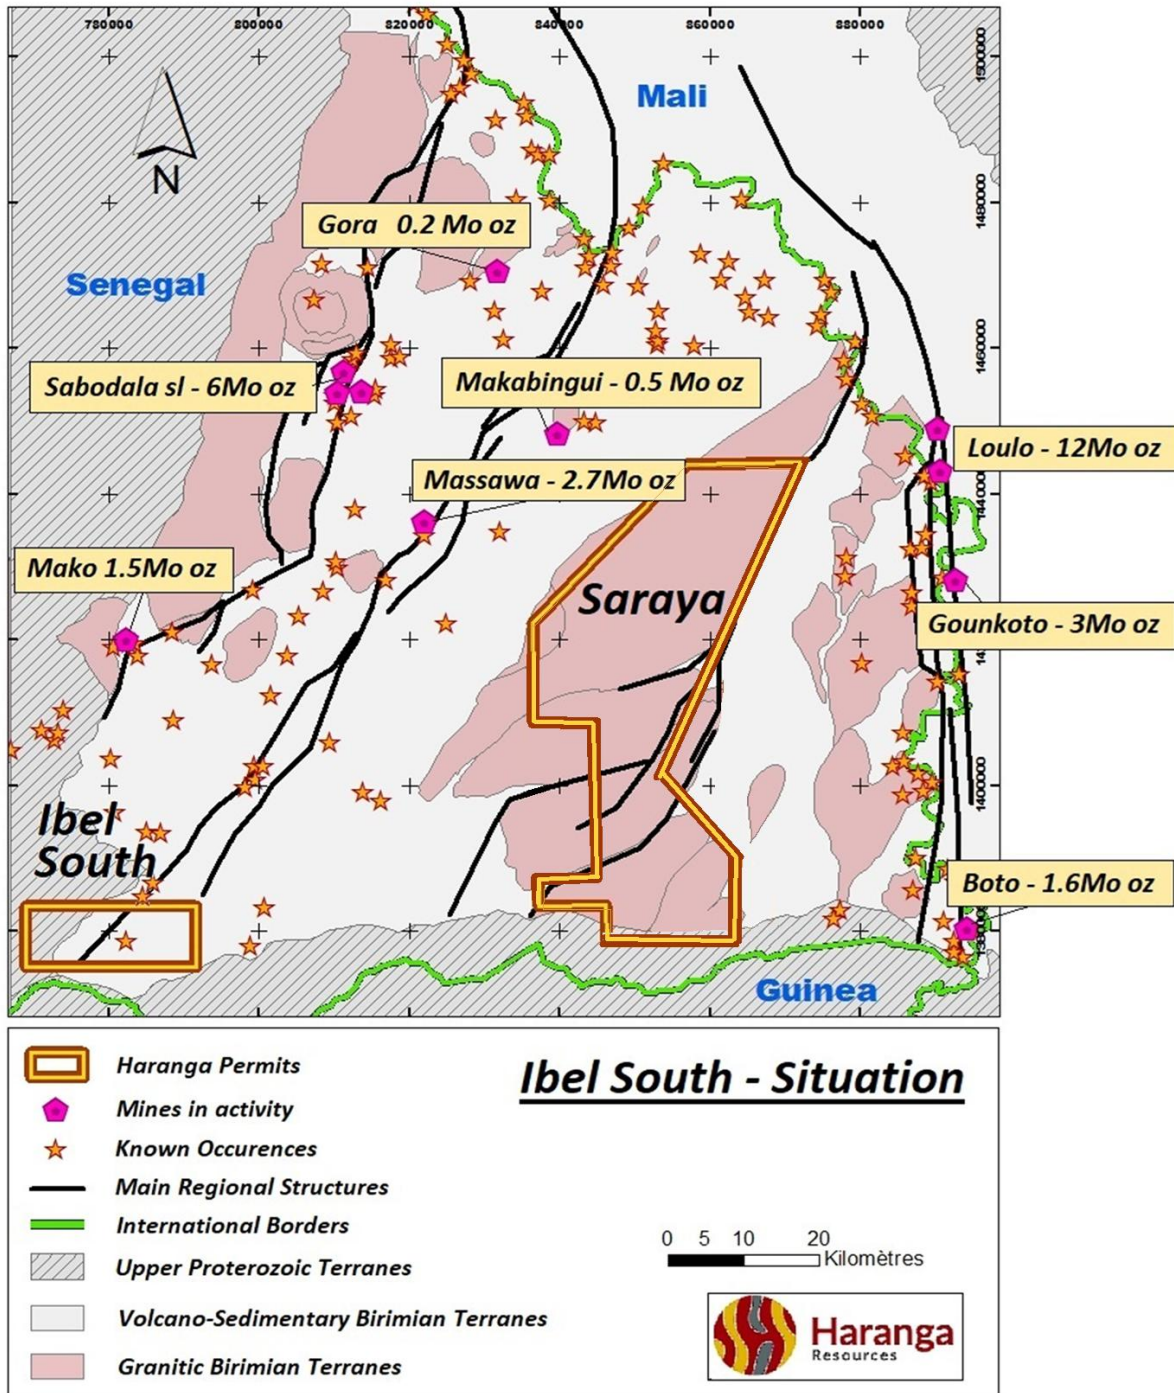 780000 800000 820000 840000 860000 880000
1500000
Mali
N
1480000
Gora 0.2 Mo oz
Senegal
1460000
Sabodala sl - 6Mo oz
Makabingui - 0.5 Mo oz
Loulo - 12Mo oz
1440000
Massawa - 2.7Mo oz
Mako 1.5Mo oz
Saraya
Gounkoto - 3Mo oz
1400000
Ibel
South
Boto - 1.6Mo oz
Guinea
Ibel South - Situation
Haranga Permits
Mines in activity
Known Occurences
Main Regional Structures
International Borders
Upper Proterozoic Terranes
Volcano-Sedimentary Birimian Terranes
Granitic Birimian Terranes
0 5 10 20
Kilomètres
Haranga
Resources